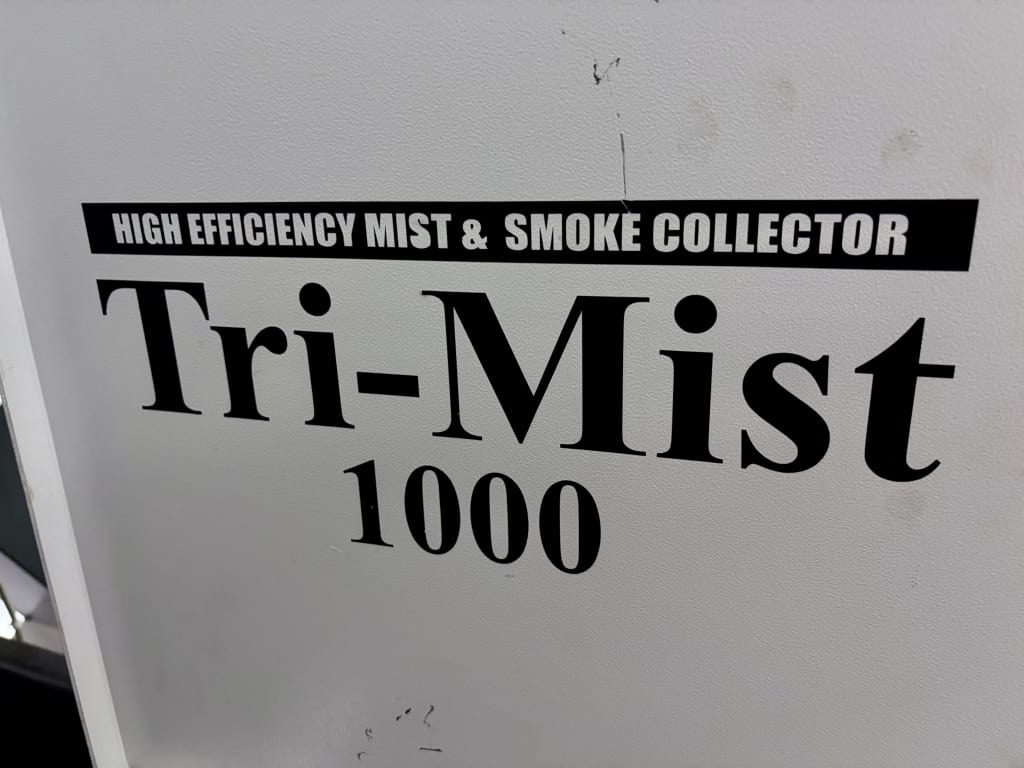 HIGH EFFICIENCY MIST & SMOKE COLLECTOR
Tri-Mist
1000